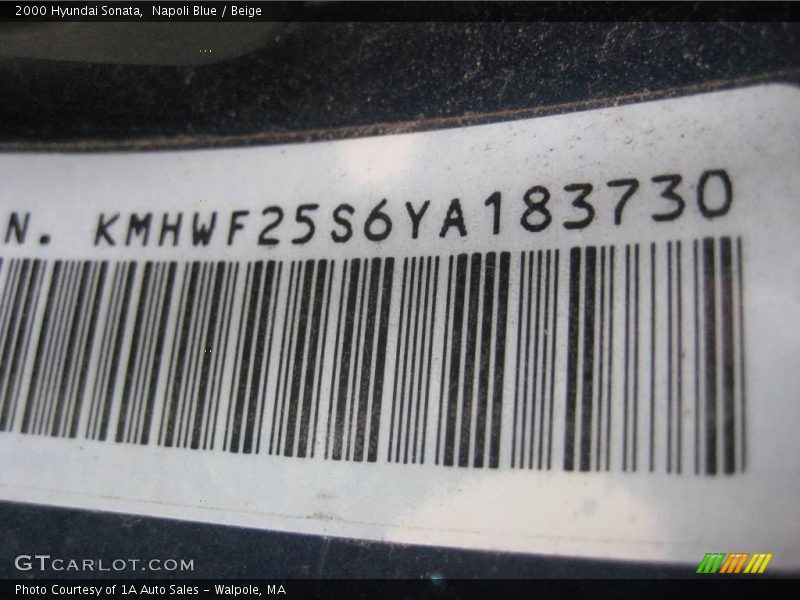 2000 Hyundai Sonata,  Napoli Blue / Beige
N. KMHWF25S6YA183730
GTCARLOT.COM
Photo Courtesy of 1A Auto Sales - Walpole, MA